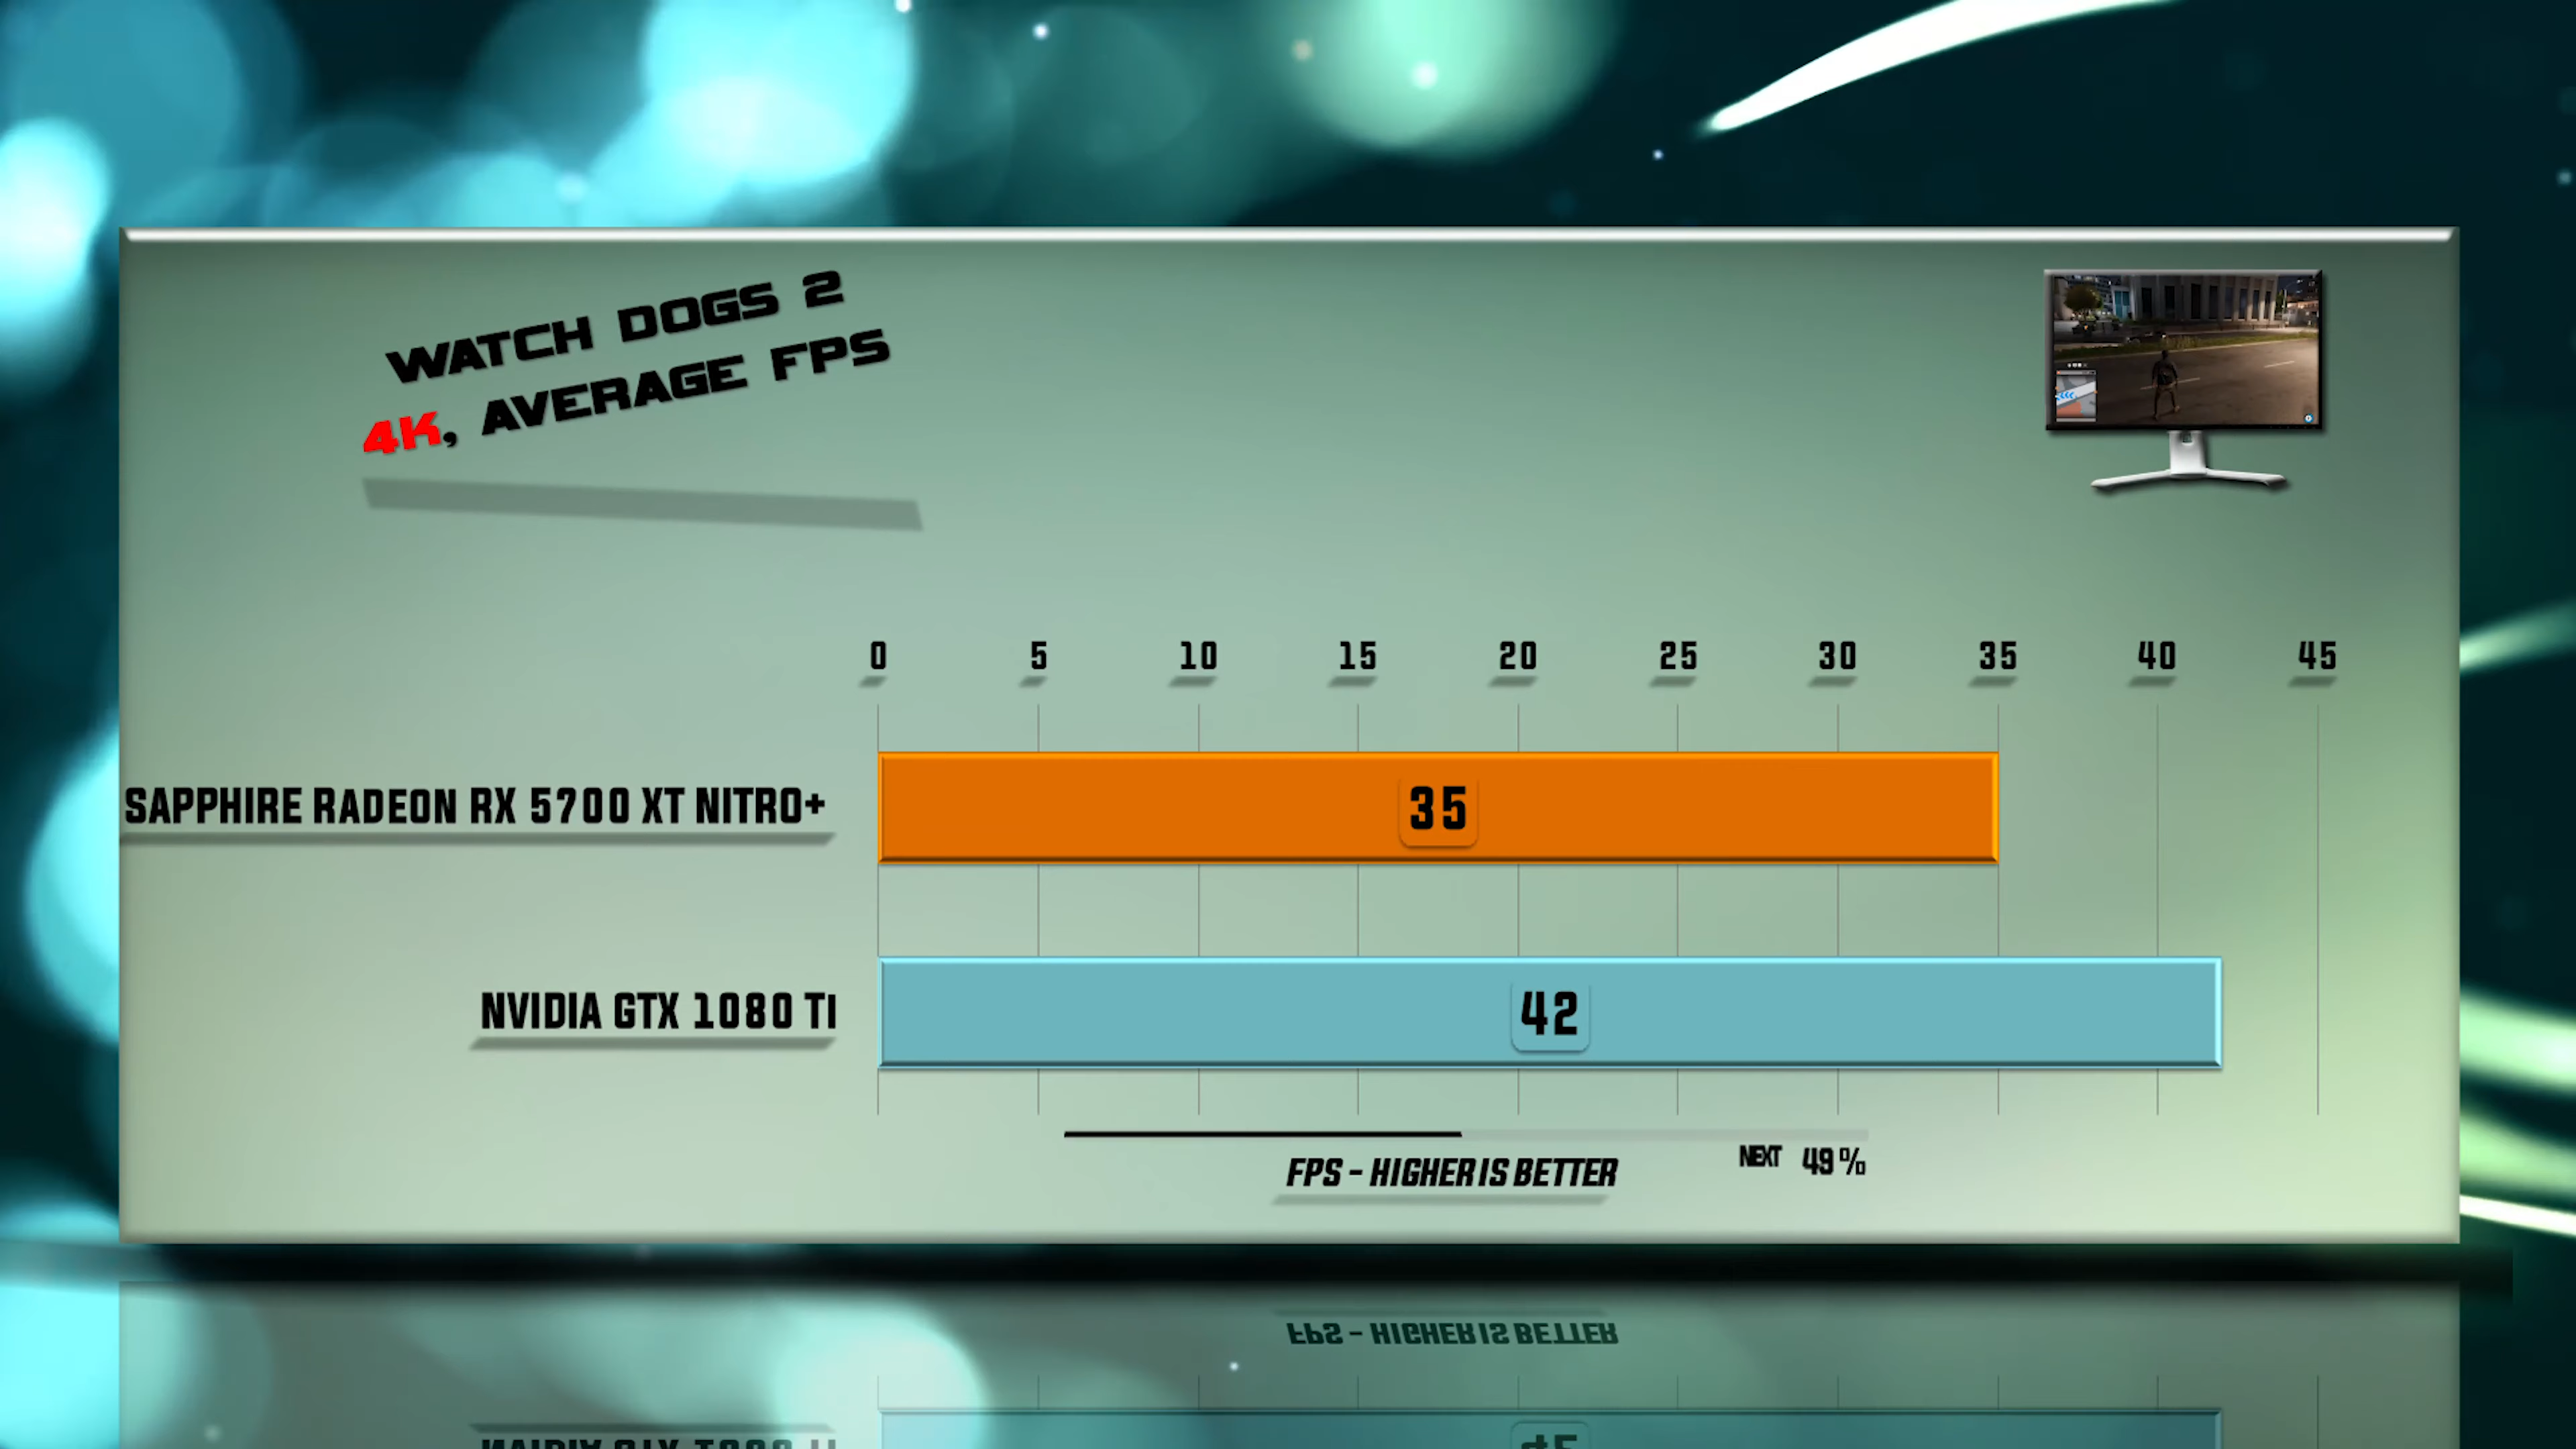 WATCH DOGS 2
4K, AVERAGE FPS
0 5 10 15 20 25 30 35 40 45
SAPPHIRE RADEON RX 5700 XT NITRO+
35
NVIDIA GTX 1080 TI
42
FPS - HIGHER IS BETTER
NEXT 49%